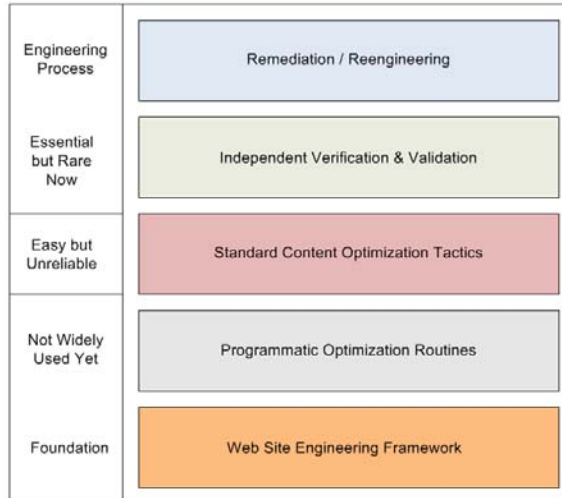 Engineering
Process
Remediation / Reengineering
Essential
but Rare
Now
Independent Verification & Validation
Easy but
Unreliable
Standard Content Optimization Tactics
Not Widely
Used Yet
Programmatic Optimization Routines
Foundation
Web Site Engineering Framework